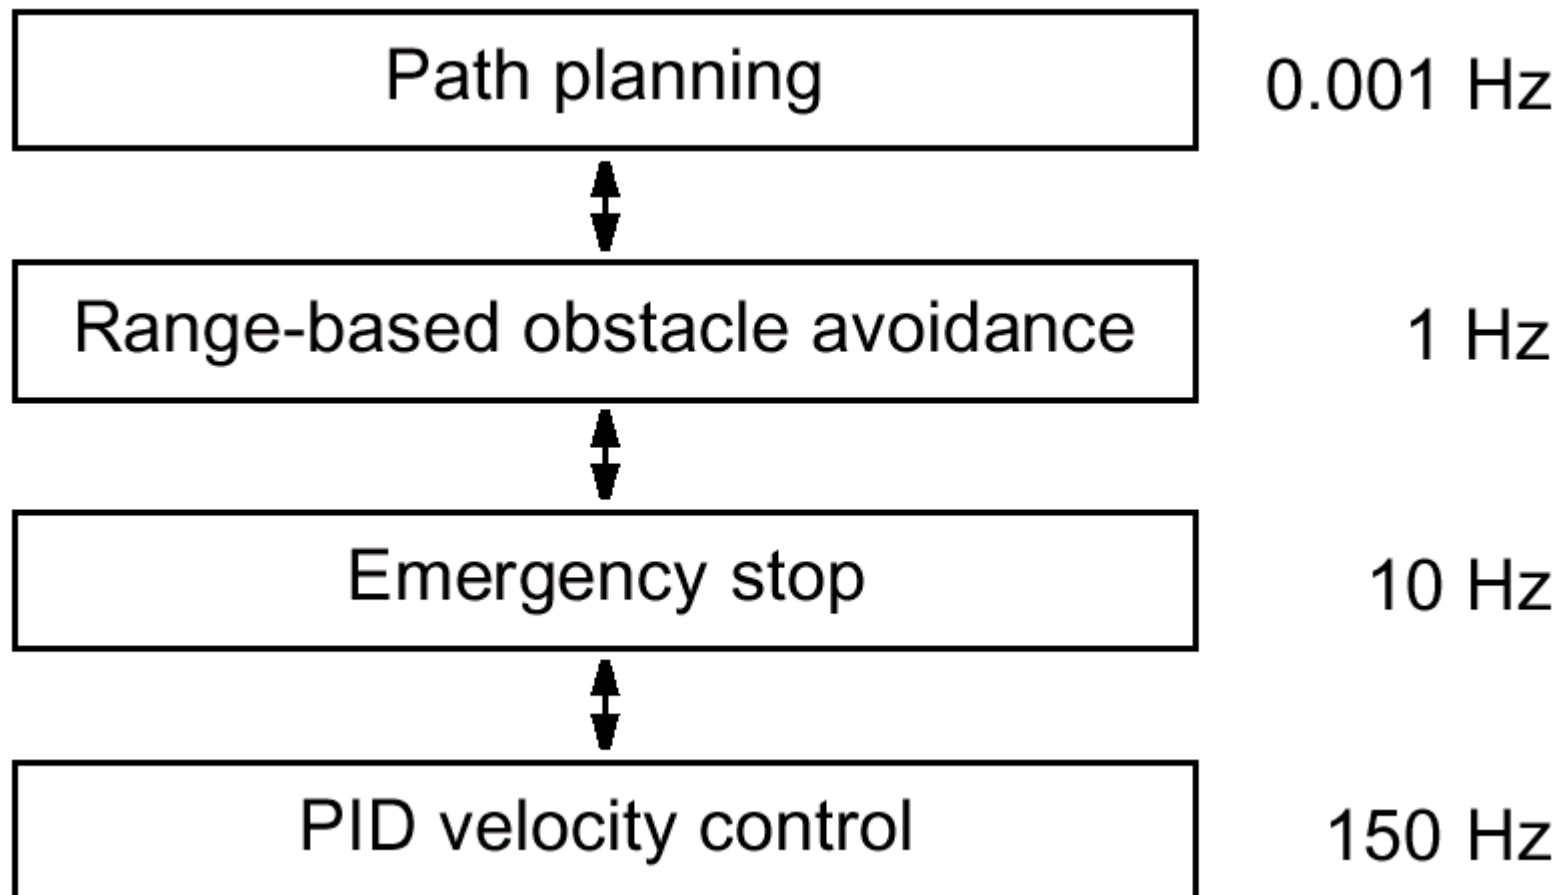 Path planning 0.001 Hz
Range-based obstacle avoidance 1 Hz
Emergency stop 10 Hz
PID velocity control 150 Hz